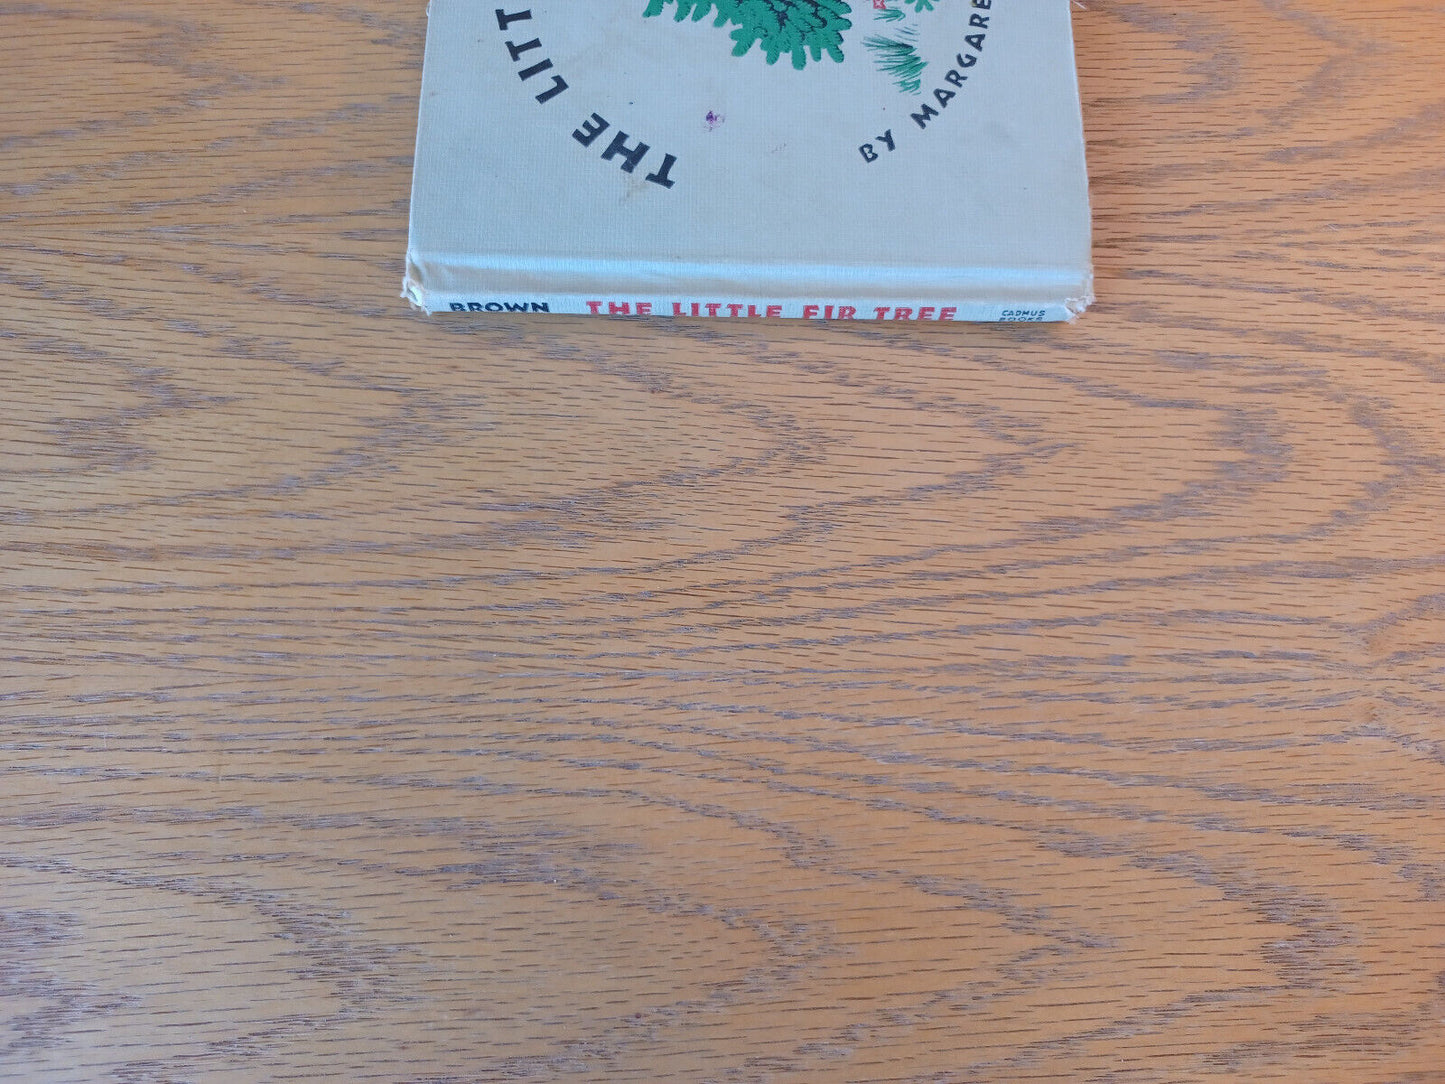 THE LITT
BY MARGARE
BROWN
THE LITTLE FIR TREE
CADMUS
BOOKS